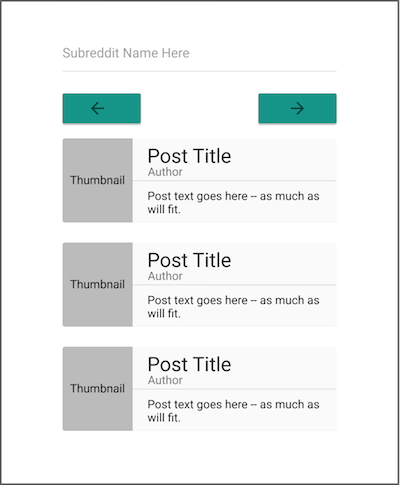 Subreddit Name Here
Thumbnail
Post Title
Author
Post text goes here -- as much as
will fit.
Thumbnail
Post Title
Author
Post text goes here -- as much as
will fit.
Thumbnail
Post Title
Author
Post text goes here -- as much as
will fit.